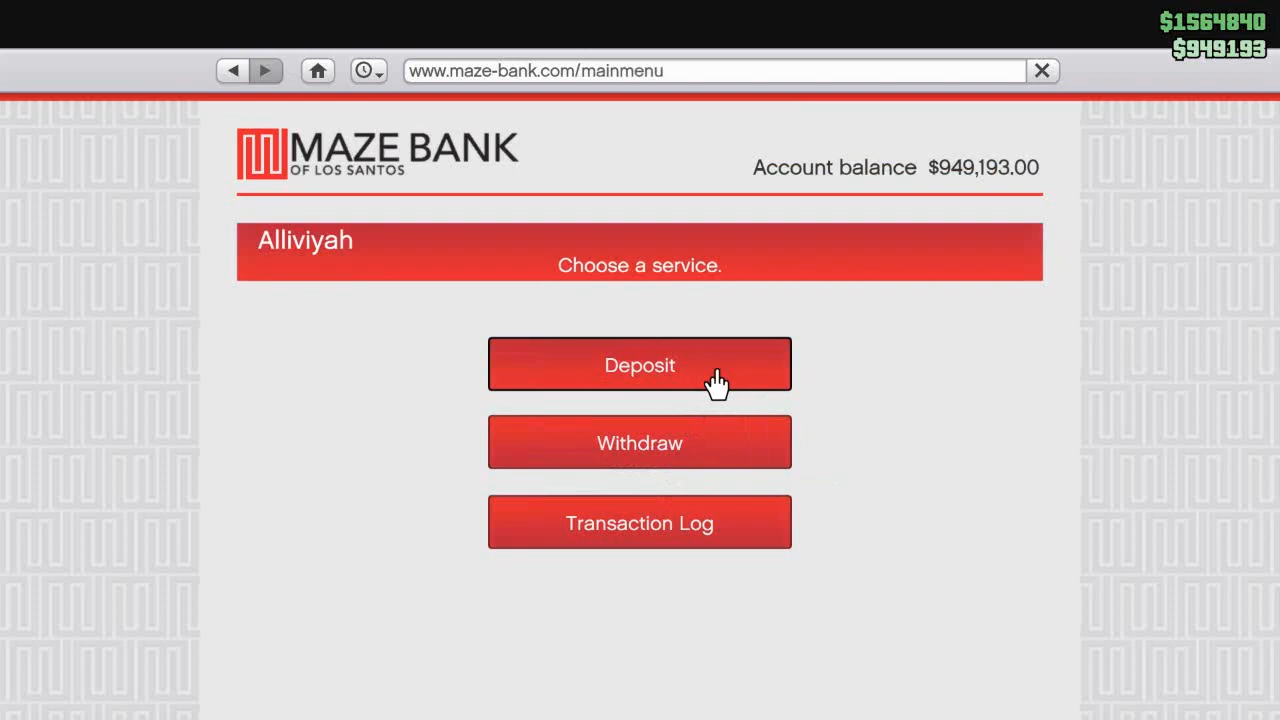 $1564840
$949193
www.maze-bank.com/mainmenu
MAZE BANK
OF LOS SANTOS
Account balance $949,193.00
Alliviyah
Choose a service.
Deposit
Withdraw
Transaction Log